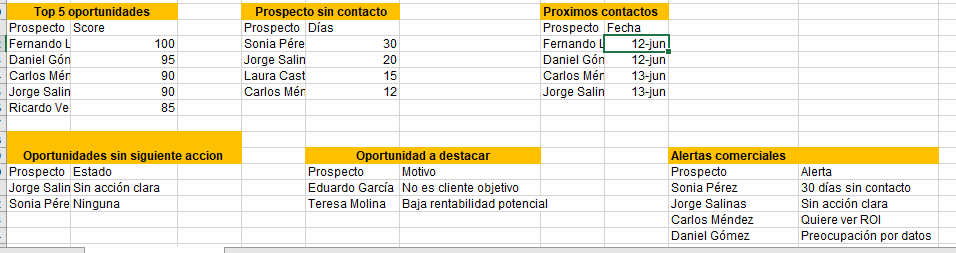 Top 5 oportunidades
Prospecto Score
Fernando L 100
Daniel Gón 95
Carlos Mén 90
Jorge Salin 90
Ricardo Ve 85
Prospecto sin contacto
Prospecto Días
Sonia Pére 30
Jorge Salin 20
Laura Cast 15
Carlos Mén 12
Proximos contactos
Prospecto Fecha
Fernando L 12-jun
Daniel Gón 12-jun
Carlos Mén 13-jun
Jorge Salin 13-jun
Oportunidades sin siguiente accion
Prospecto Estado
Jorge Salin Sin acción clara
Sonia Pére Ninguna
Oportunidad a destacar
Prospecto Motivo
Eduardo García No es cliente objetivo
Teresa Molina Baja rentabilidad potencial
Alertas comerciales
Prospecto Alerta
Sonia Pérez 30 días sin contacto
Jorge Salinas Sin acción clara
Carlos Méndez Quiere ver ROI
Daniel Gómez Preocupación por datos